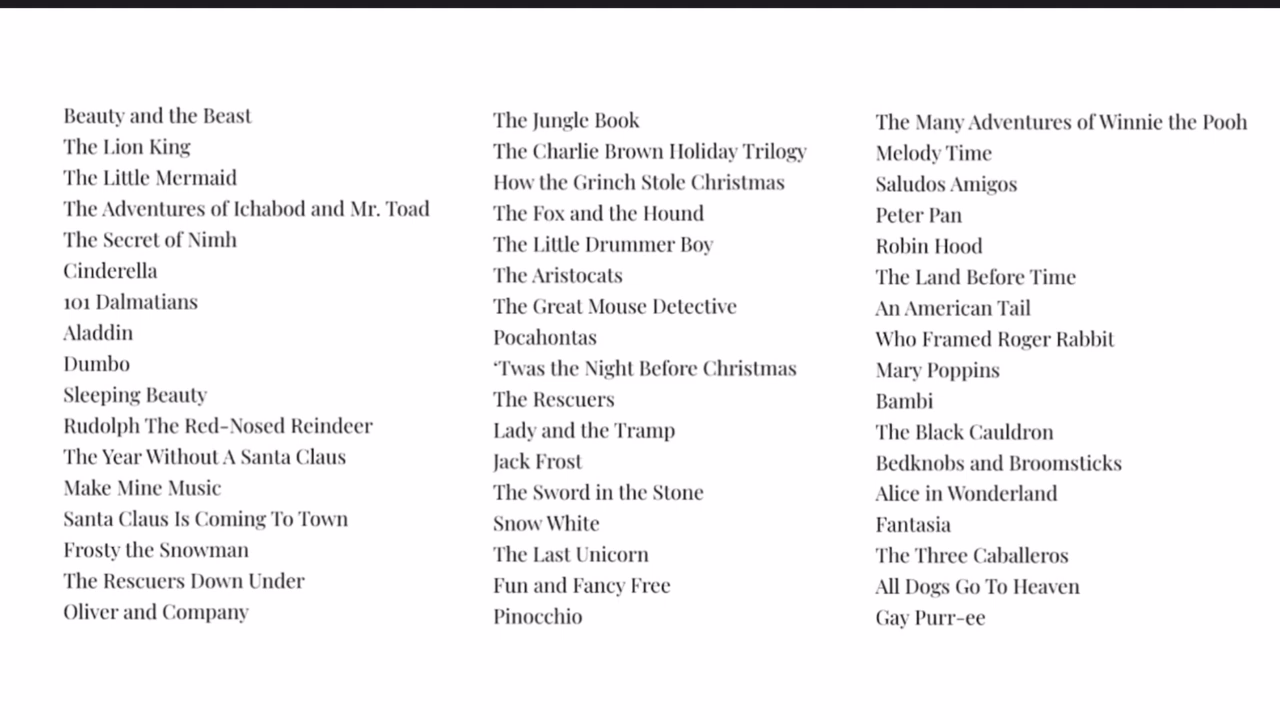 Beauty and the Beast
The Lion King
The Little Mermaid
The Adventures of Ichabod and Mr. Toad
The Secret of Nimh
Cinderella
101 Dalmatians
Aladdin
Dumbo
Sleeping Beauty
Rudolph The Red-Nosed Reindeer
The Year Without A Santa Claus
Make Mine Music
Santa Claus Is Coming To Town
Frosty the Snowman
The Rescuers Down Under
Oliver and Company
The Jungle Book
The Charlie Brown Holiday Trilogy
How the Grinch Stole Christmas
The Fox and the Hound
The Little Drummer Boy
The Aristocats
The Great Mouse Detective
Pocahontas
‘Twas the Night Before Christmas
The Rescuers
Lady and the Tramp
Jack Frost
The Sword in the Stone
Snow White
The Last Unicorn
Fun and Fancy Free
Pinocchio
The Many Adventures of Winnie the Pooh
Melody Time
Saludos Amigos
Peter Pan
Robin Hood
The Land Before Time
An American Tail
Who Framed Roger Rabbit
Mary Poppins
Bambi
The Black Cauldron
Bedknobs and Broomsticks
Alice in Wonderland
Fantasia
The Three Caballeros
All Dogs Go To Heaven
Gay Purr-ee